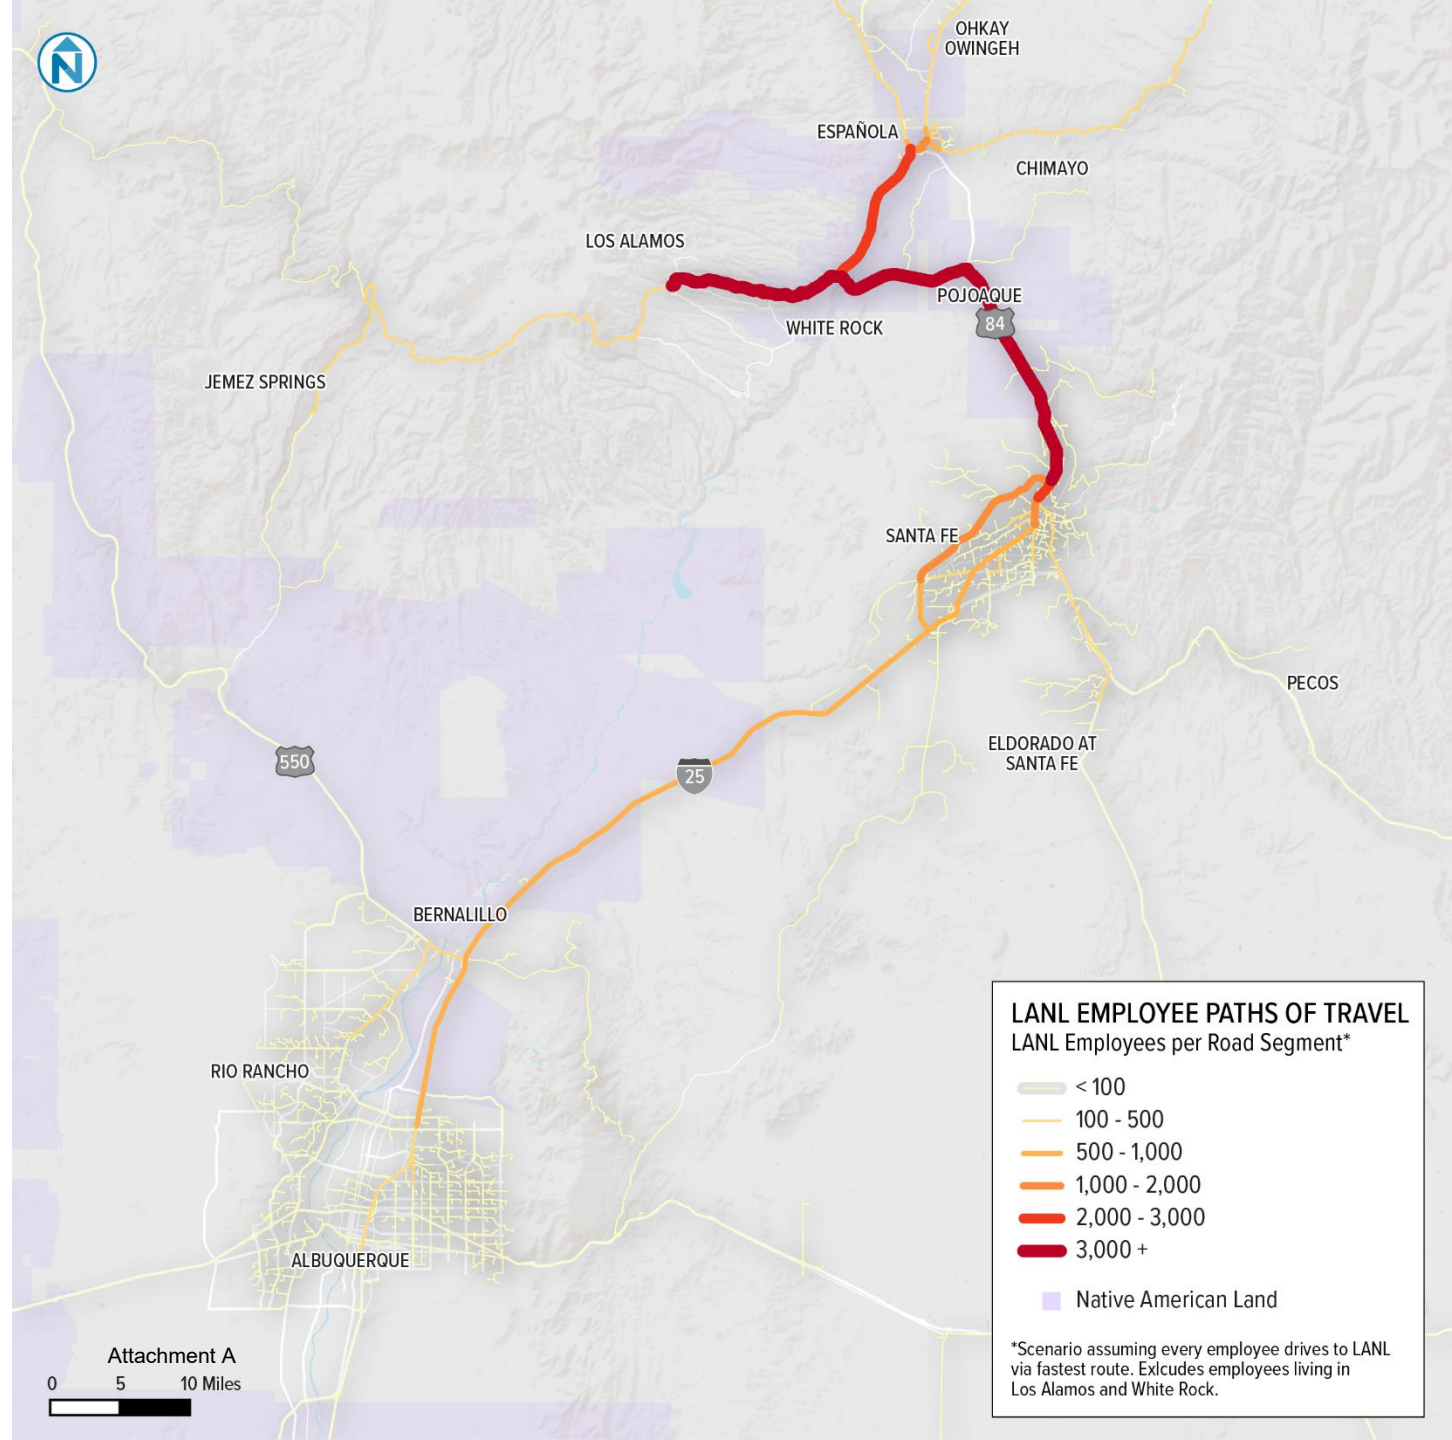 N
OHKAY
OWINGEH
ESPAÑOLA
CHIMAYO
LOS ALAMOS
POJOAQUE
WHITE ROCK
84
JEMEZ SPRINGS
SANTA FE
PECOS
ELDORADO AT
SANTA FE
550
25
BERNALILLO
RIO RANCHO
ALBUQUERQUE
LANL EMPLOYEE PATHS OF TRAVEL
LANL Employees per Road Segment*
< 100
100 - 500
500 - 1,000
1,000 - 2,000
2,000 - 3,000
3,000 +
Native American Land
*Scenario assuming every employee drives to LANL
via fastest route. Exlcudes employees living in
Los Alamos and White Rock.
Attachment A
0 5 10 Miles